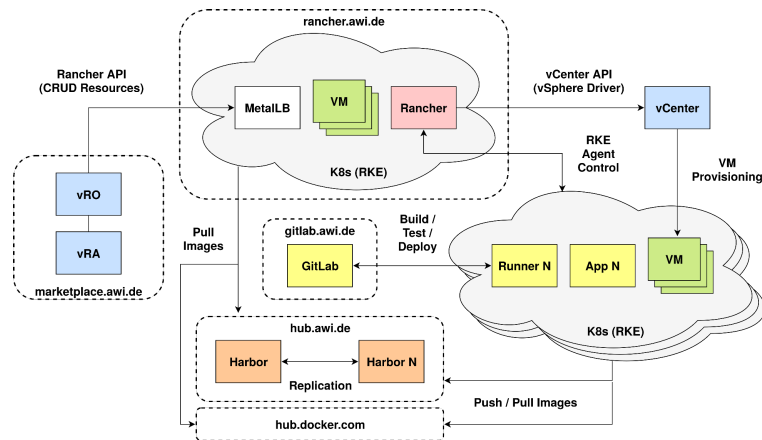 rancher.awi.de
Rancher API
(CRUD Resources)
MetalLB
VM
Rancher
K8s (RKE)
vCenter API
(vSphere Driver)
vCenter
RKE
Agent
Control
VM
Provisioning
vRO
vRA
marketplace.awi.de
Pull
Images
gitlab.awi.de
GitLab
Build /
Test /
Deploy
Runner N
App N
VM
K8s (RKE)
hub.awi.de
Harbor
Harbor N
Replication
Push / Pull Images
hub.docker.com